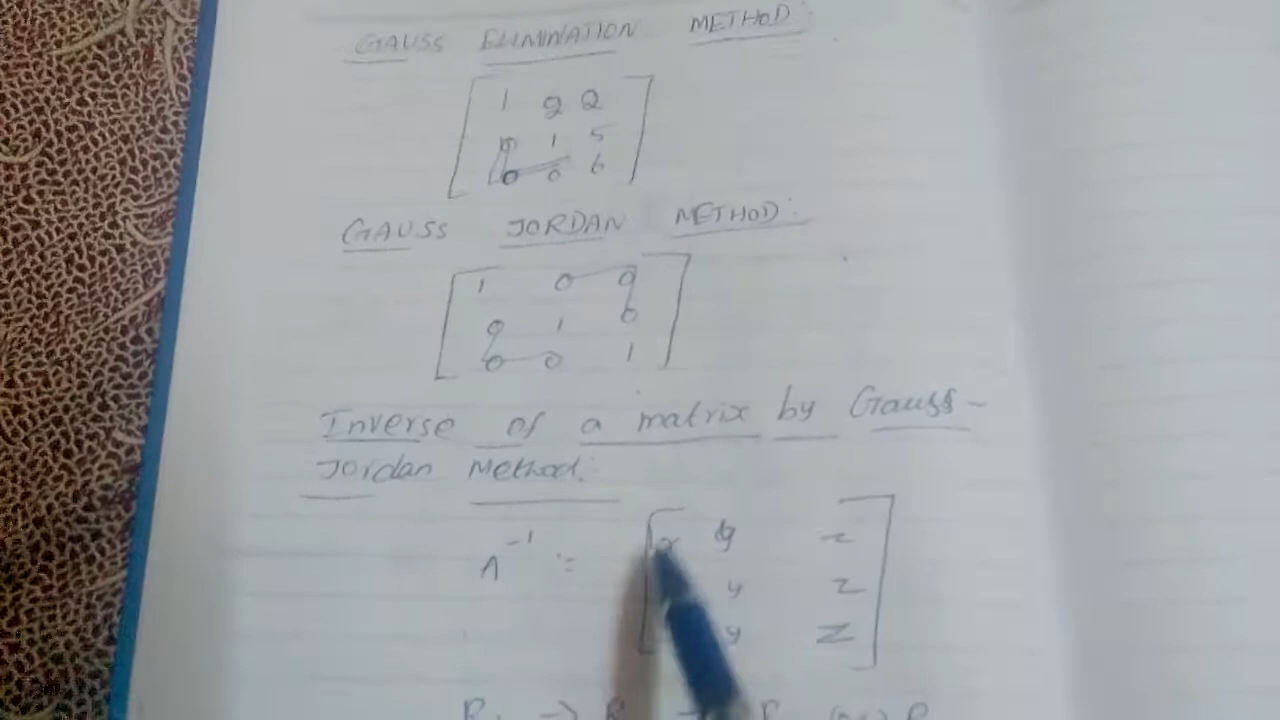 GAUSS ELIMINATION METHOD:
1 2 2
0 1 5
0 0 6
GAUSS JORDAN METHOD:
1 0 0
0 1 0
0 0 1
Inverse of a matrix by Gauss-
Jordan Method:
A⁻¹ = x y z
y z
y z